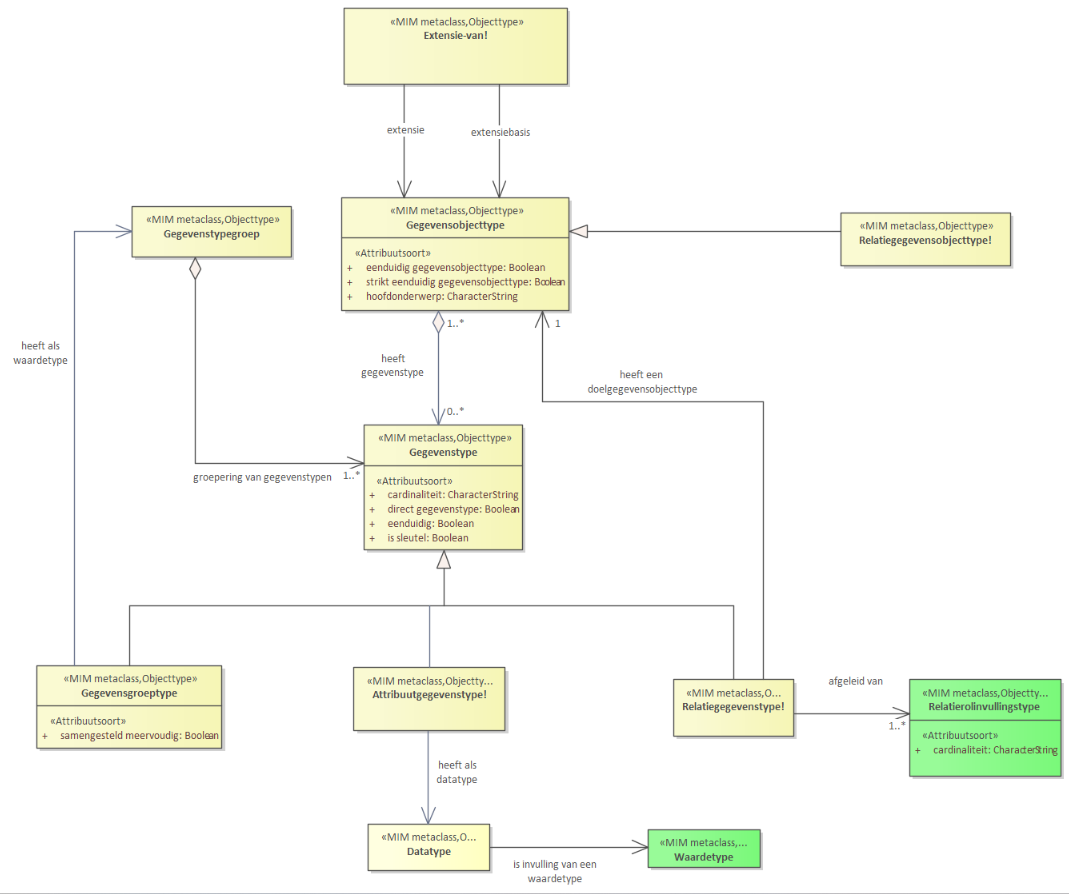 «MIM metaclass,Objecttype»
Extensie-van!
extensie
extensiebasis
«MIM metaclass,Objecttype»
Gegevenstypegroep
«MIM metaclass,Objecttype»
Gegevensobjecttype
«Attribuutsoort»
+ eenduidig gegevensobjecttype: Boolean
+ strikt eenduidig gegevensobjecttype: Boolean
+ hoofdonderwerp: CharacterString
«MIM metaclass,Objecttype»
Relatiegegevensobjecttype!
1..*
1
heeft als
waardetype
heeft
gegevenstype
heeft een
doelgegevensobjecttype
0..*
«MIM metaclass,Objecttype»
Gegevenstype
«Attribuutsoort»
+ cardinaliteit: CharacterString
+ direct gegevenstype: Boolean
+ eenduidig: Boolean
+ is sleutel: Boolean
groepering van gegevenstypen
1..*
«MIM metaclass,Objecttype»
Gegevensgroeptype
«Attribuutsoort»
+ samengesteld meervoudig: Boolean
«MIM metaclass,Objectty...
Attribuutgegevenstype!
«MIM metaclass,O...
Relatiegegevenstype!
afgeleid van
1..*
«MIM metaclass,Objectty...
Relatierolinvullingstype
«Attribuutsoort»
+ cardinaliteit: CharacterString
heeft als
datatype
«MIM metaclass,O...
Datatype
is invulling van een
waardetype
«MIM metaclass,...
Waardetype